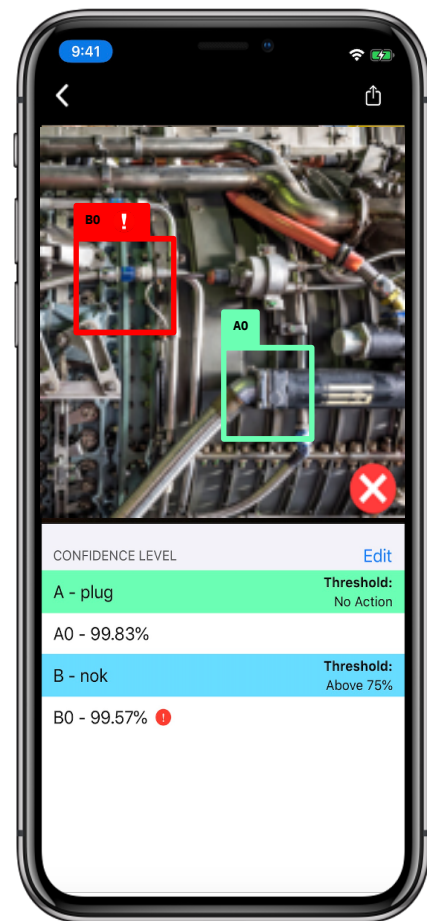 9:41
B0 !
A0
CONFIDENCE LEVEL Edit
A - plug Threshold:
No Action
A0 - 99.83%
B - nok Threshold:
Above 75%
B0 - 99.57% !